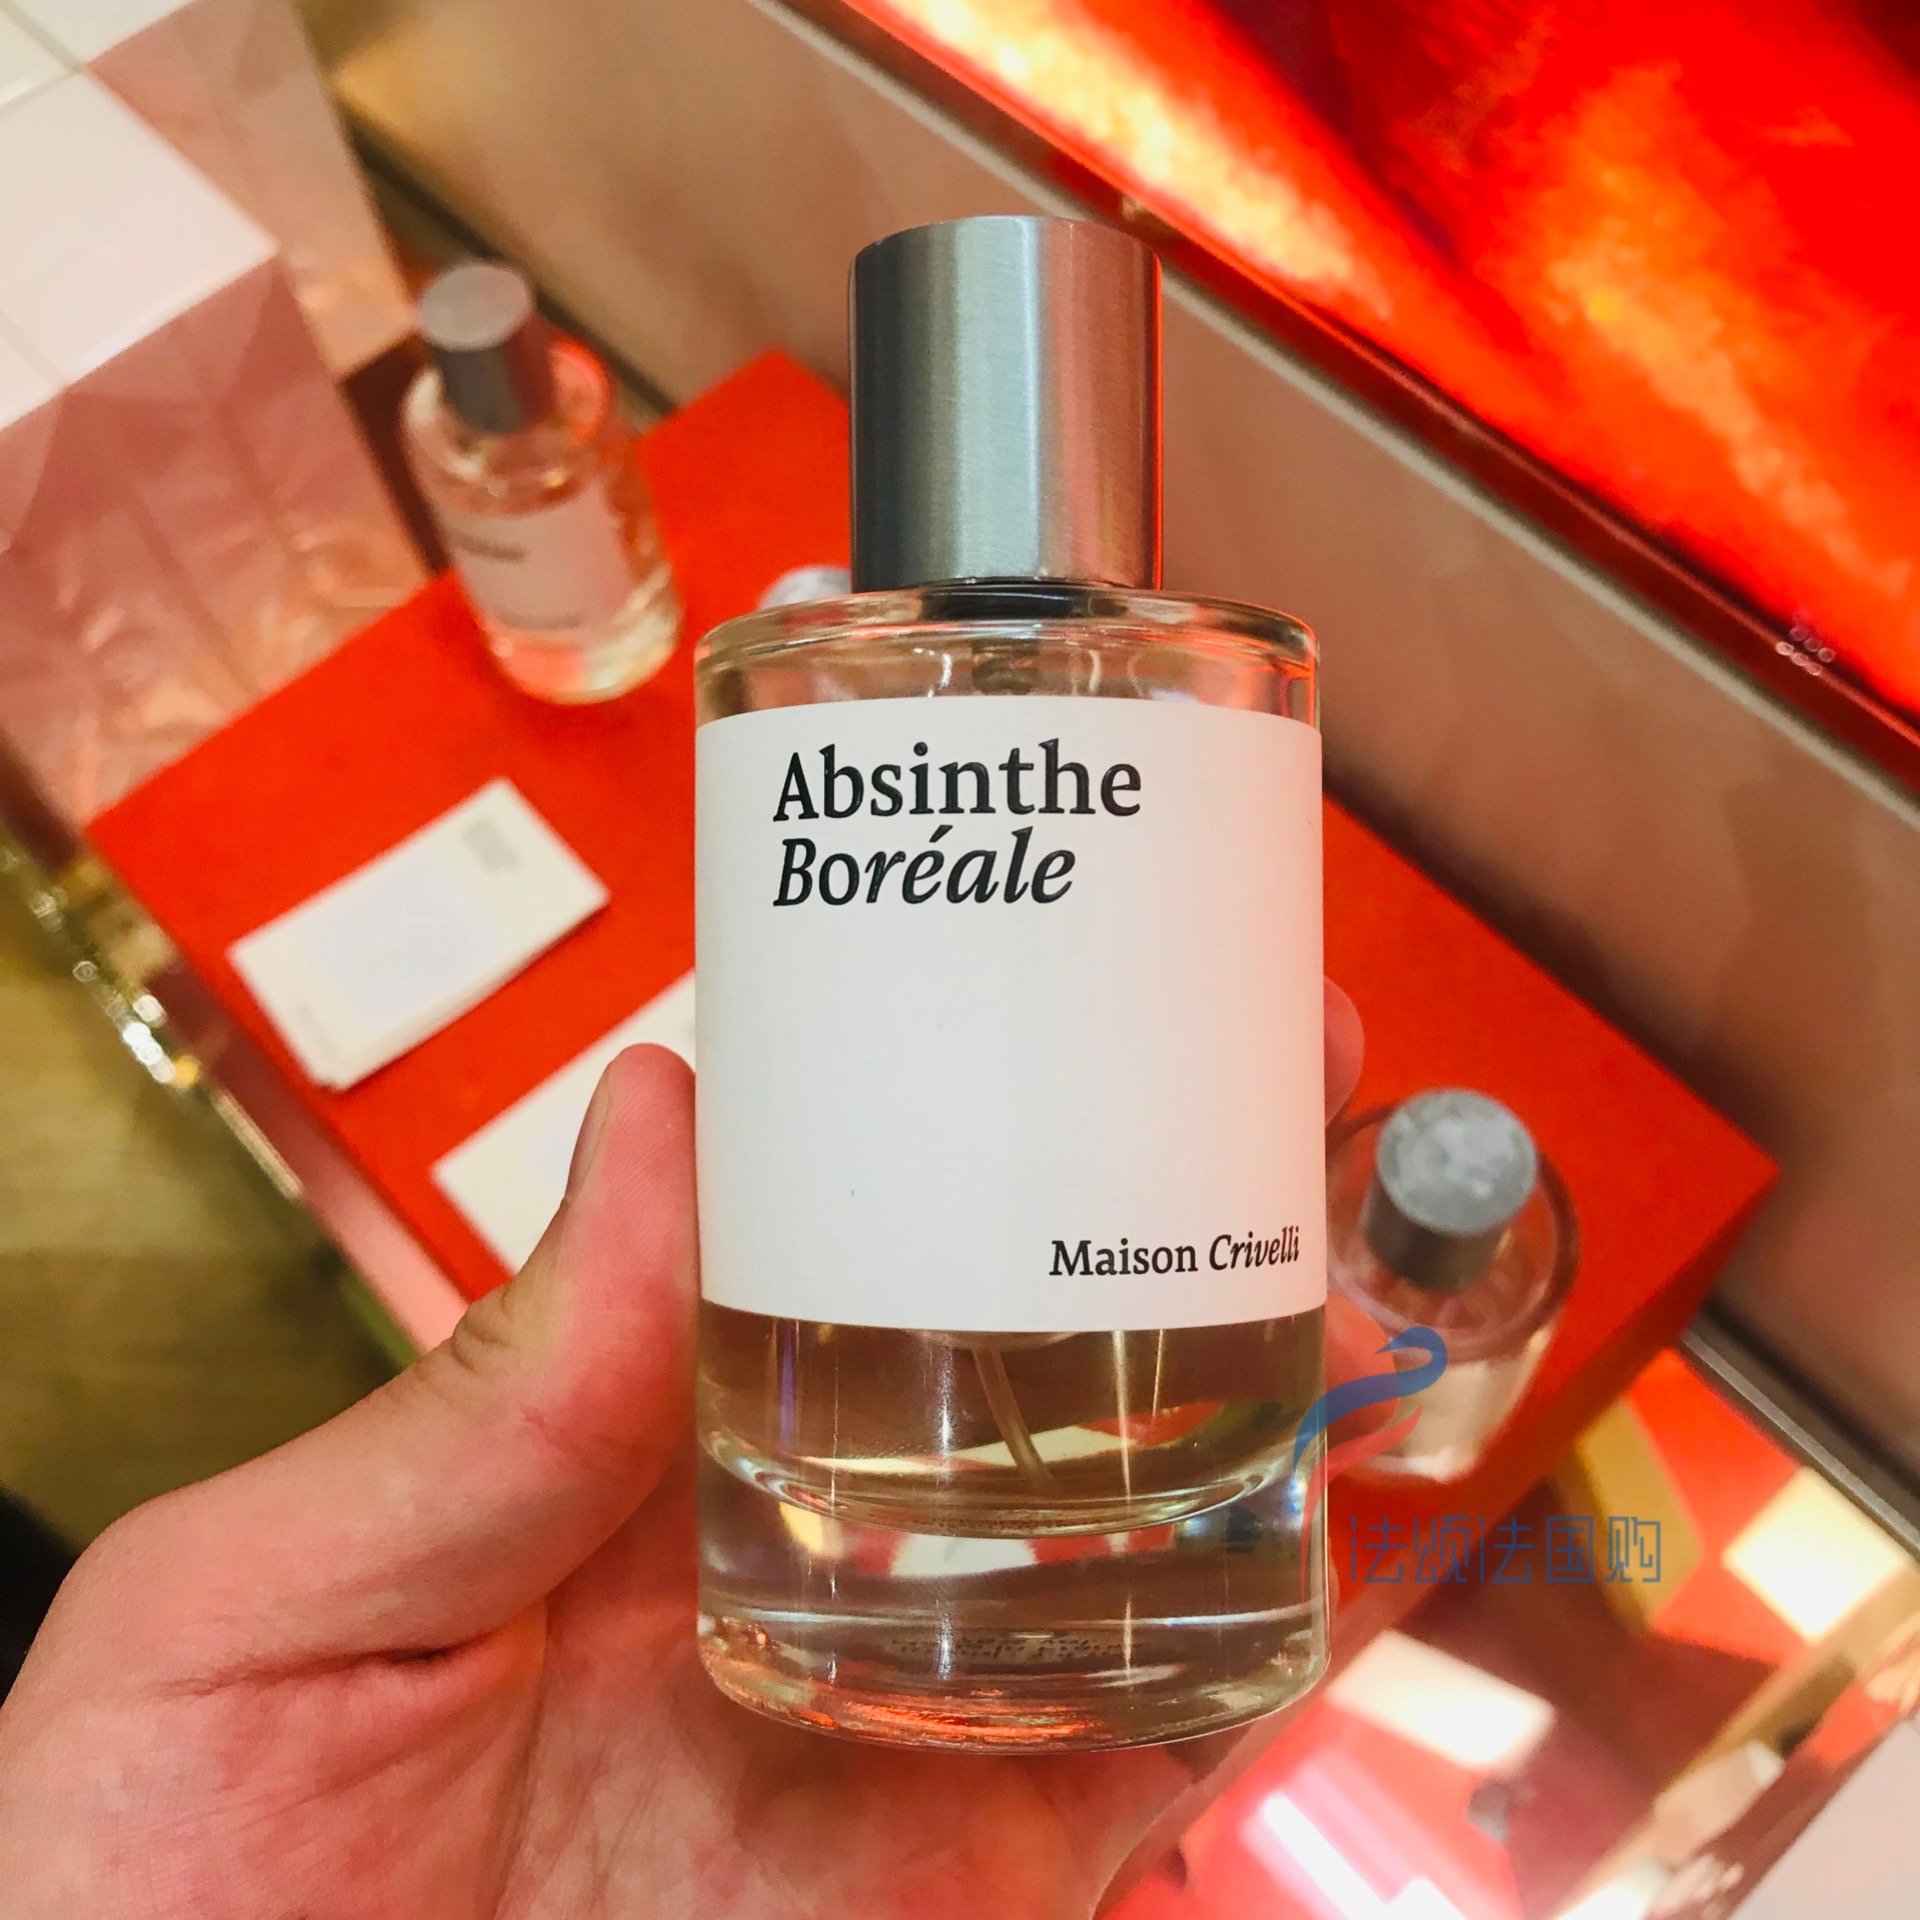 Absinthe
Boréale
Maison Crivelli
法颂法国购